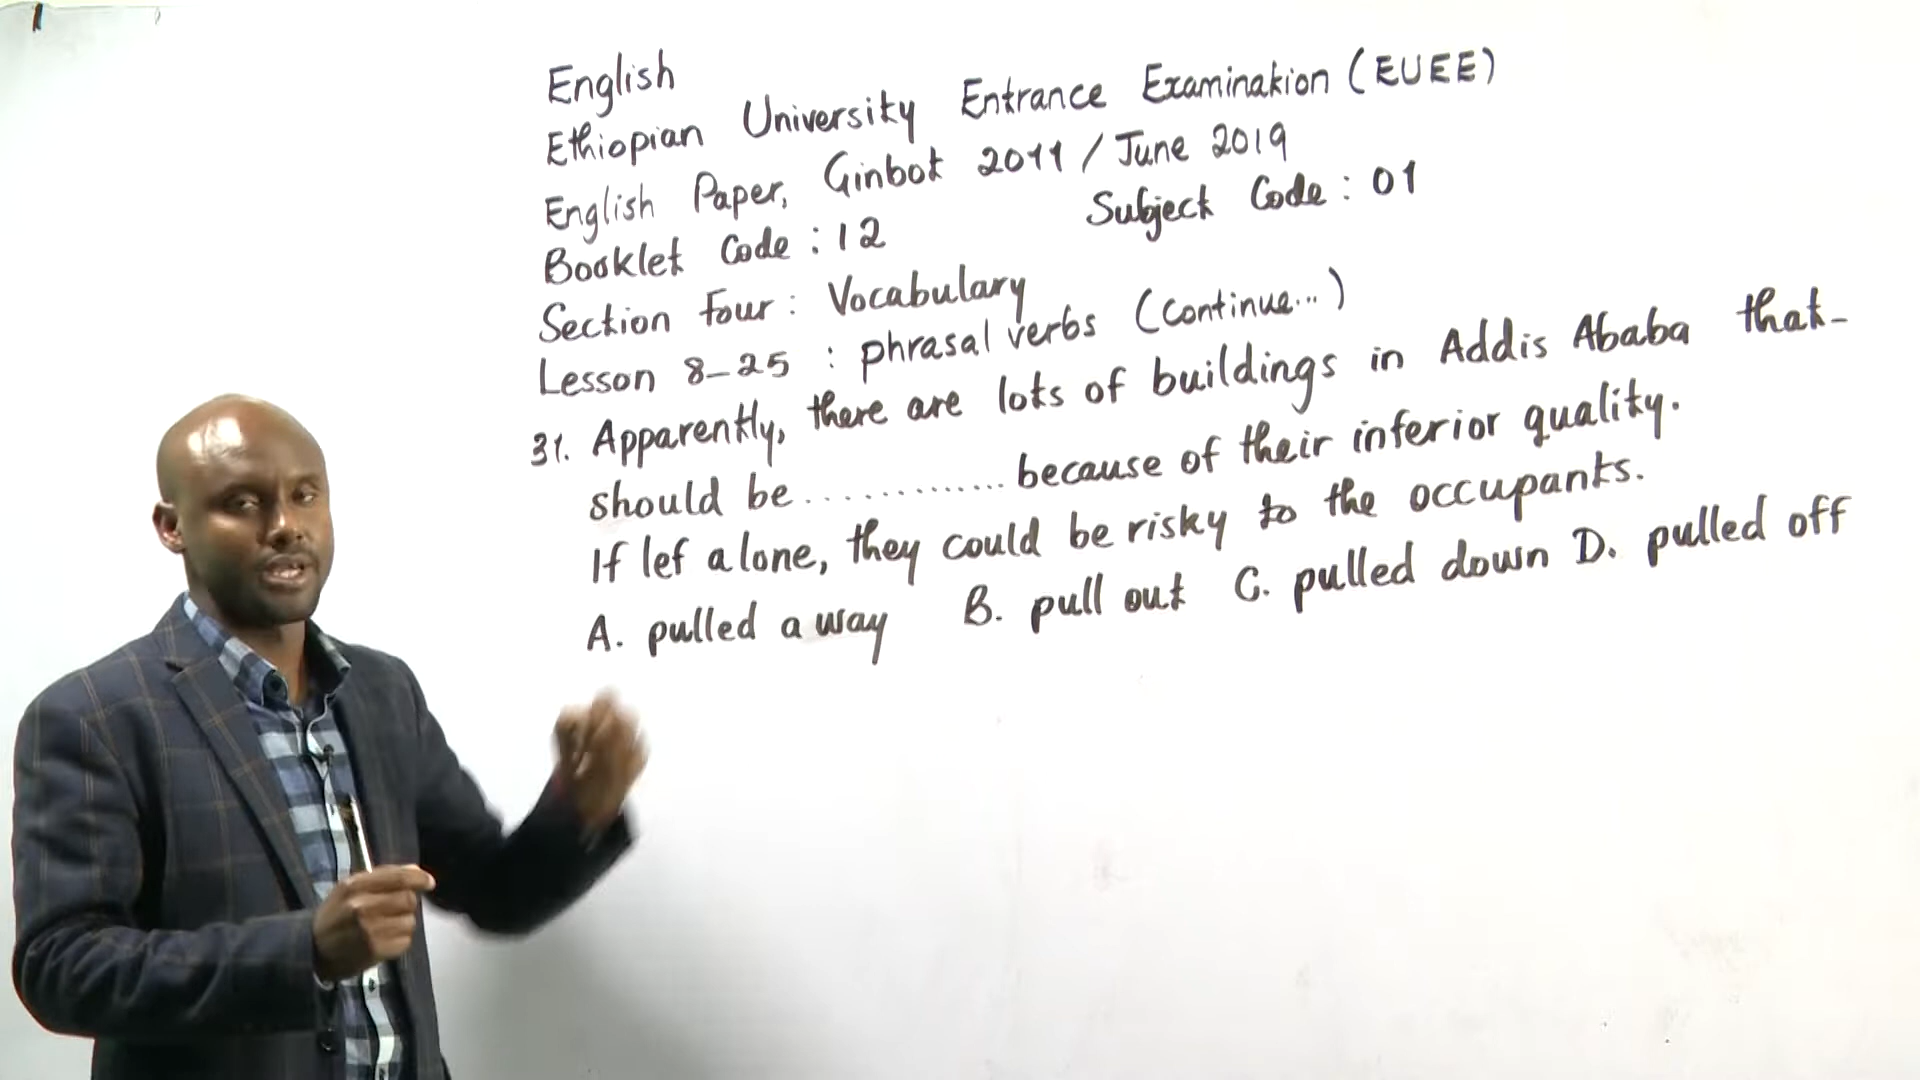 English
Ethiopian University Entrance Examination (EUEE)
English Paper, Ginbot 2011 / June 2019
Booklet Code : 12 Subject Code : 01
Section Four : Vocabulary
Lesson 8-25 : phrasal verbs (Continue...)
31. Apparently, there are lots of buildings in Addis Ababa that-
should be ............. because of their inferior quality.
If lef alone, they could be risky to the occupants.
A. pulled away B. pull out C. pulled down D. pulled off